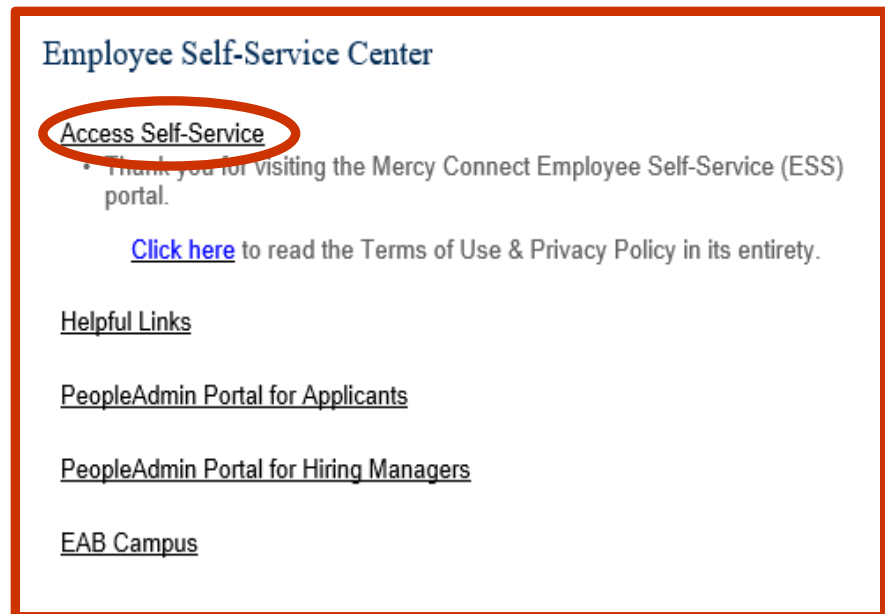 Employee Self-Service Center
Access Self-Service
• Thank you for visiting the Mercy Connect Employee Self-Service (ESS)
portal.
Click here to read the Terms of Use & Privacy Policy in its entirety.
Helpful Links
PeopleAdmin Portal for Applicants
PeopleAdmin Portal for Hiring Managers
EAB Campus